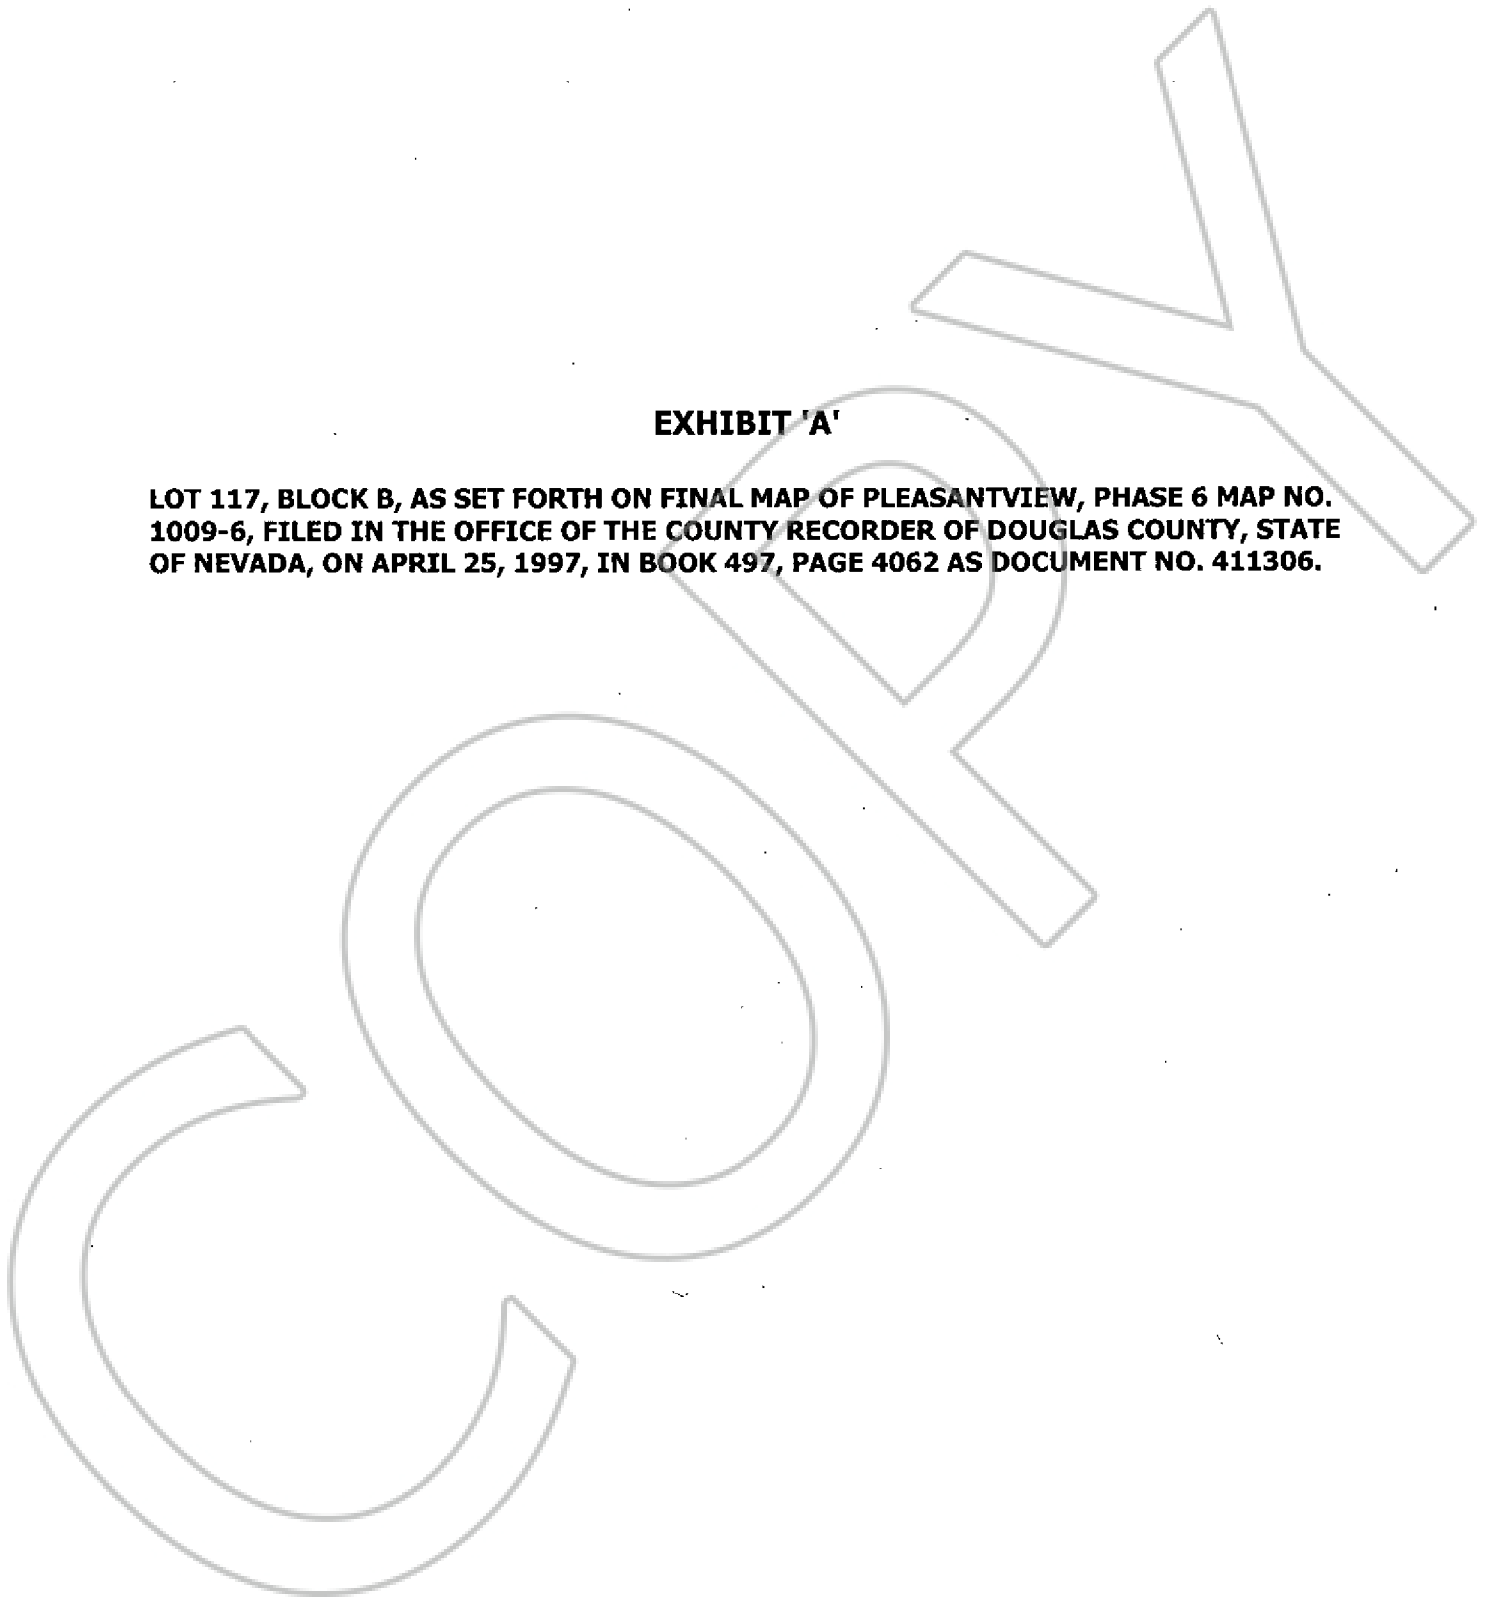 EXHIBIT 'A'
LOT 117, BLOCK B, AS SET FORTH ON FINAL MAP OF PLEASANTVIEW, PHASE 6 MAP NO.
1009-6, FILED IN THE OFFICE OF THE COUNTY RECORDER OF DOUGLAS COUNTY, STATE
OF NEVADA, ON APRIL 25, 1997, IN BOOK 497, PAGE 4062 AS DOCUMENT NO. 411306.
COPY